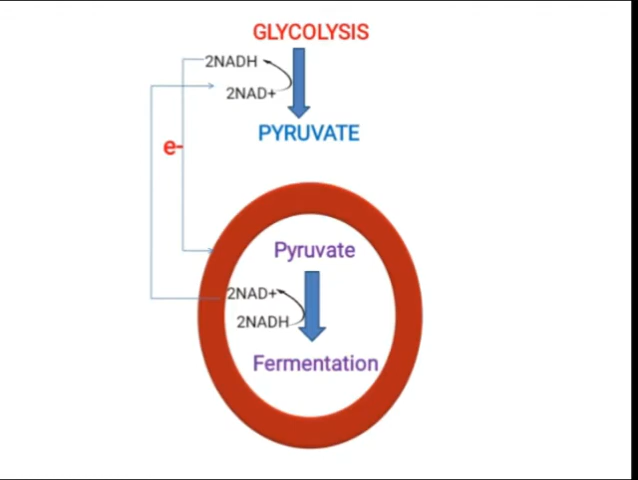 GLYCOLYSIS
2NADH
2NAD+
PYRUVATE
e-
Pyruvate
2NAD+
2NADH
Fermentation